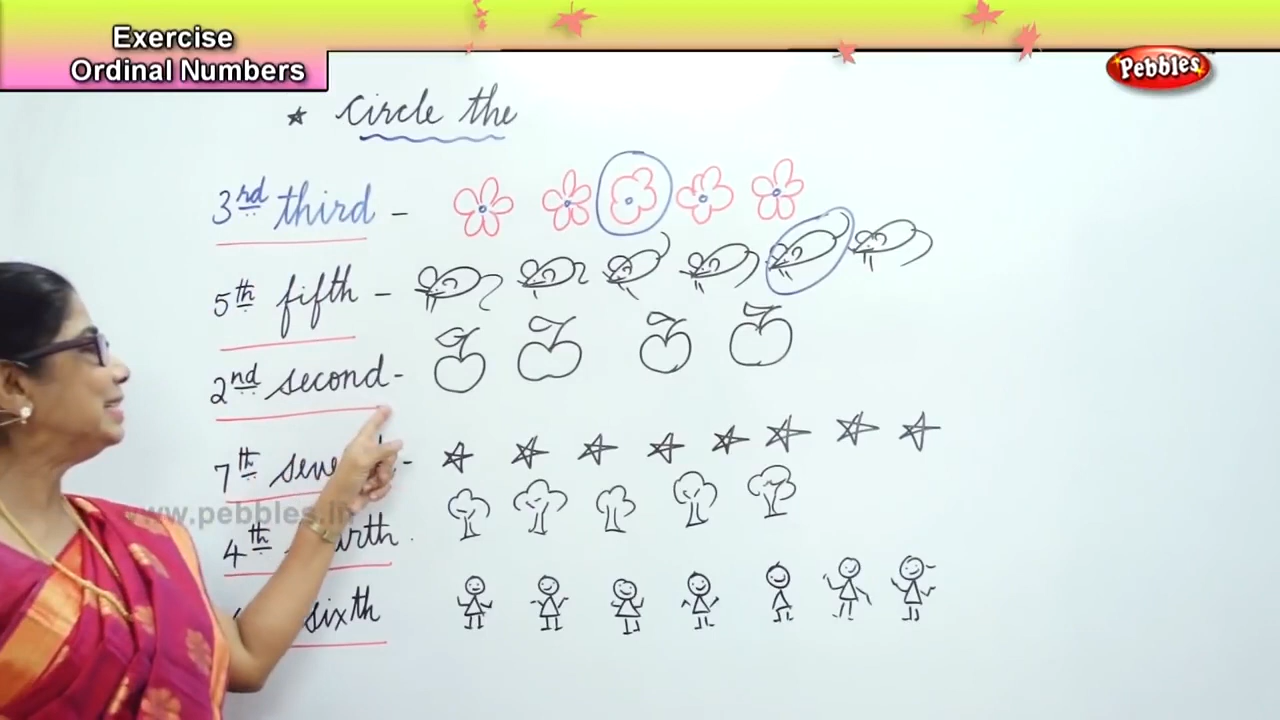 Exercise
Ordinal Numbers
Pebbles
★ Circle the
3rd third -
5th fifth -
2nd second -
7th
www.pebbles.in
4th
sixth